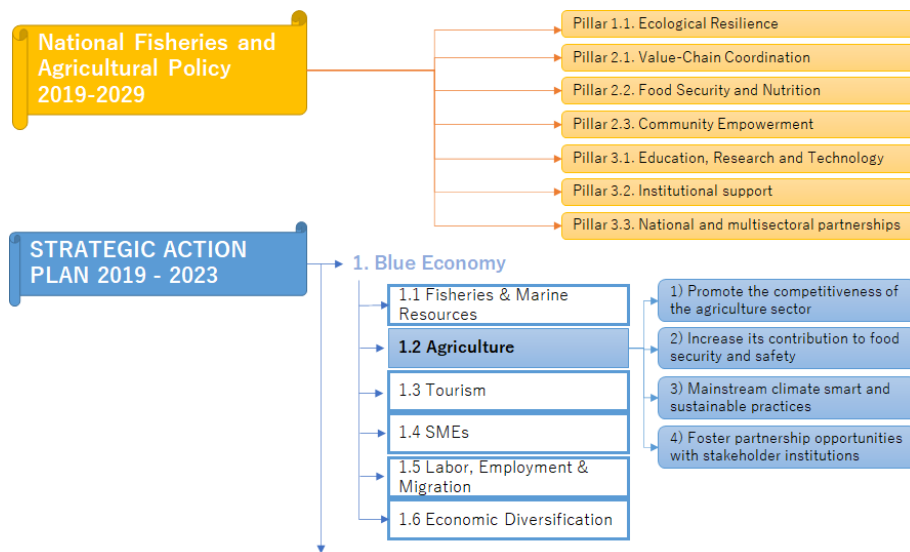 National Fisheries and
Agricultural Policy
2019-2029
Pillar 1.1. Ecological Resilience
Pillar 2.1. Value-Chain Coordination
Pillar 2.2. Food Security and Nutrition
Pillar 2.3. Community Empowerment
Pillar 3.1. Education, Research and Technology
Pillar 3.2. Institutional support
Pillar 3.3. National and multisectoral partnerships
STRATEGIC ACTION
PLAN 2019 - 2023
1. Blue Economy
1.1 Fisheries & Marine
Resources
1.2 Agriculture
1.3 Tourism
1.4 SMEs
1.5 Labor, Employment &
Migration
1.6 Economic Diversification
1) Promote the competitiveness of
the agriculture sector
2) Increase its contribution to food
security and safety
3) Mainstream climate smart and
sustainable practices
4) Foster partnership opportunities
with stakeholder institutions